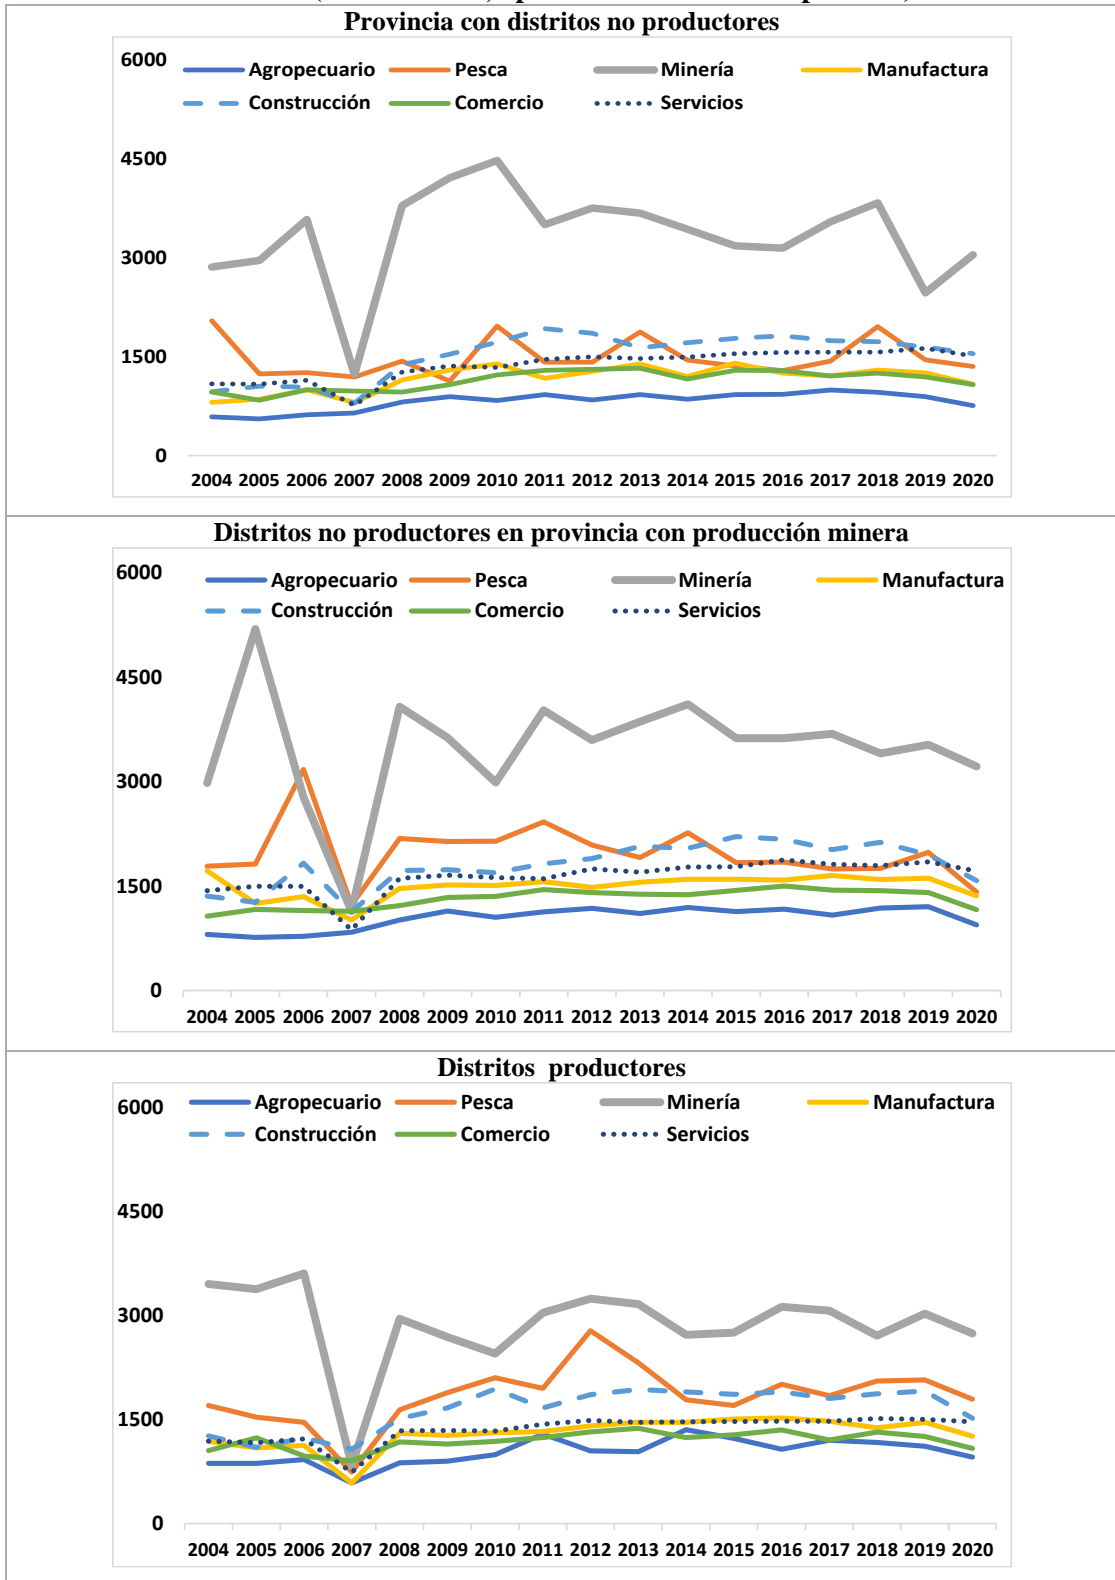 Provincia con distritos no productores
6000
Agropecuario Pesca Minería Manufactura
Construcción Comercio Servicios
4500
3000
1500
0
2004 2005 2006 2007 2008 2009 2010 2011 2012 2013 2014 2015 2016 2017 2018 2019 2020
Distritos no productores en provincia con producción minera
6000
Agropecuario Pesca Minería Manufactura
Construcción Comercio Servicios
4500
3000
1500
0
2004 2005 2006 2007 2008 2009 2010 2011 2012 2013 2014 2015 2016 2017 2018 2019 2020
Distritos productores
6000
Agropecuario Pesca Minería Manufactura
Construcción Comercio Servicios
4500
3000
1500
0
2004 2005 2006 2007 2008 2009 2010 2011 2012 2013 2014 2015 2016 2017 2018 2019 2020